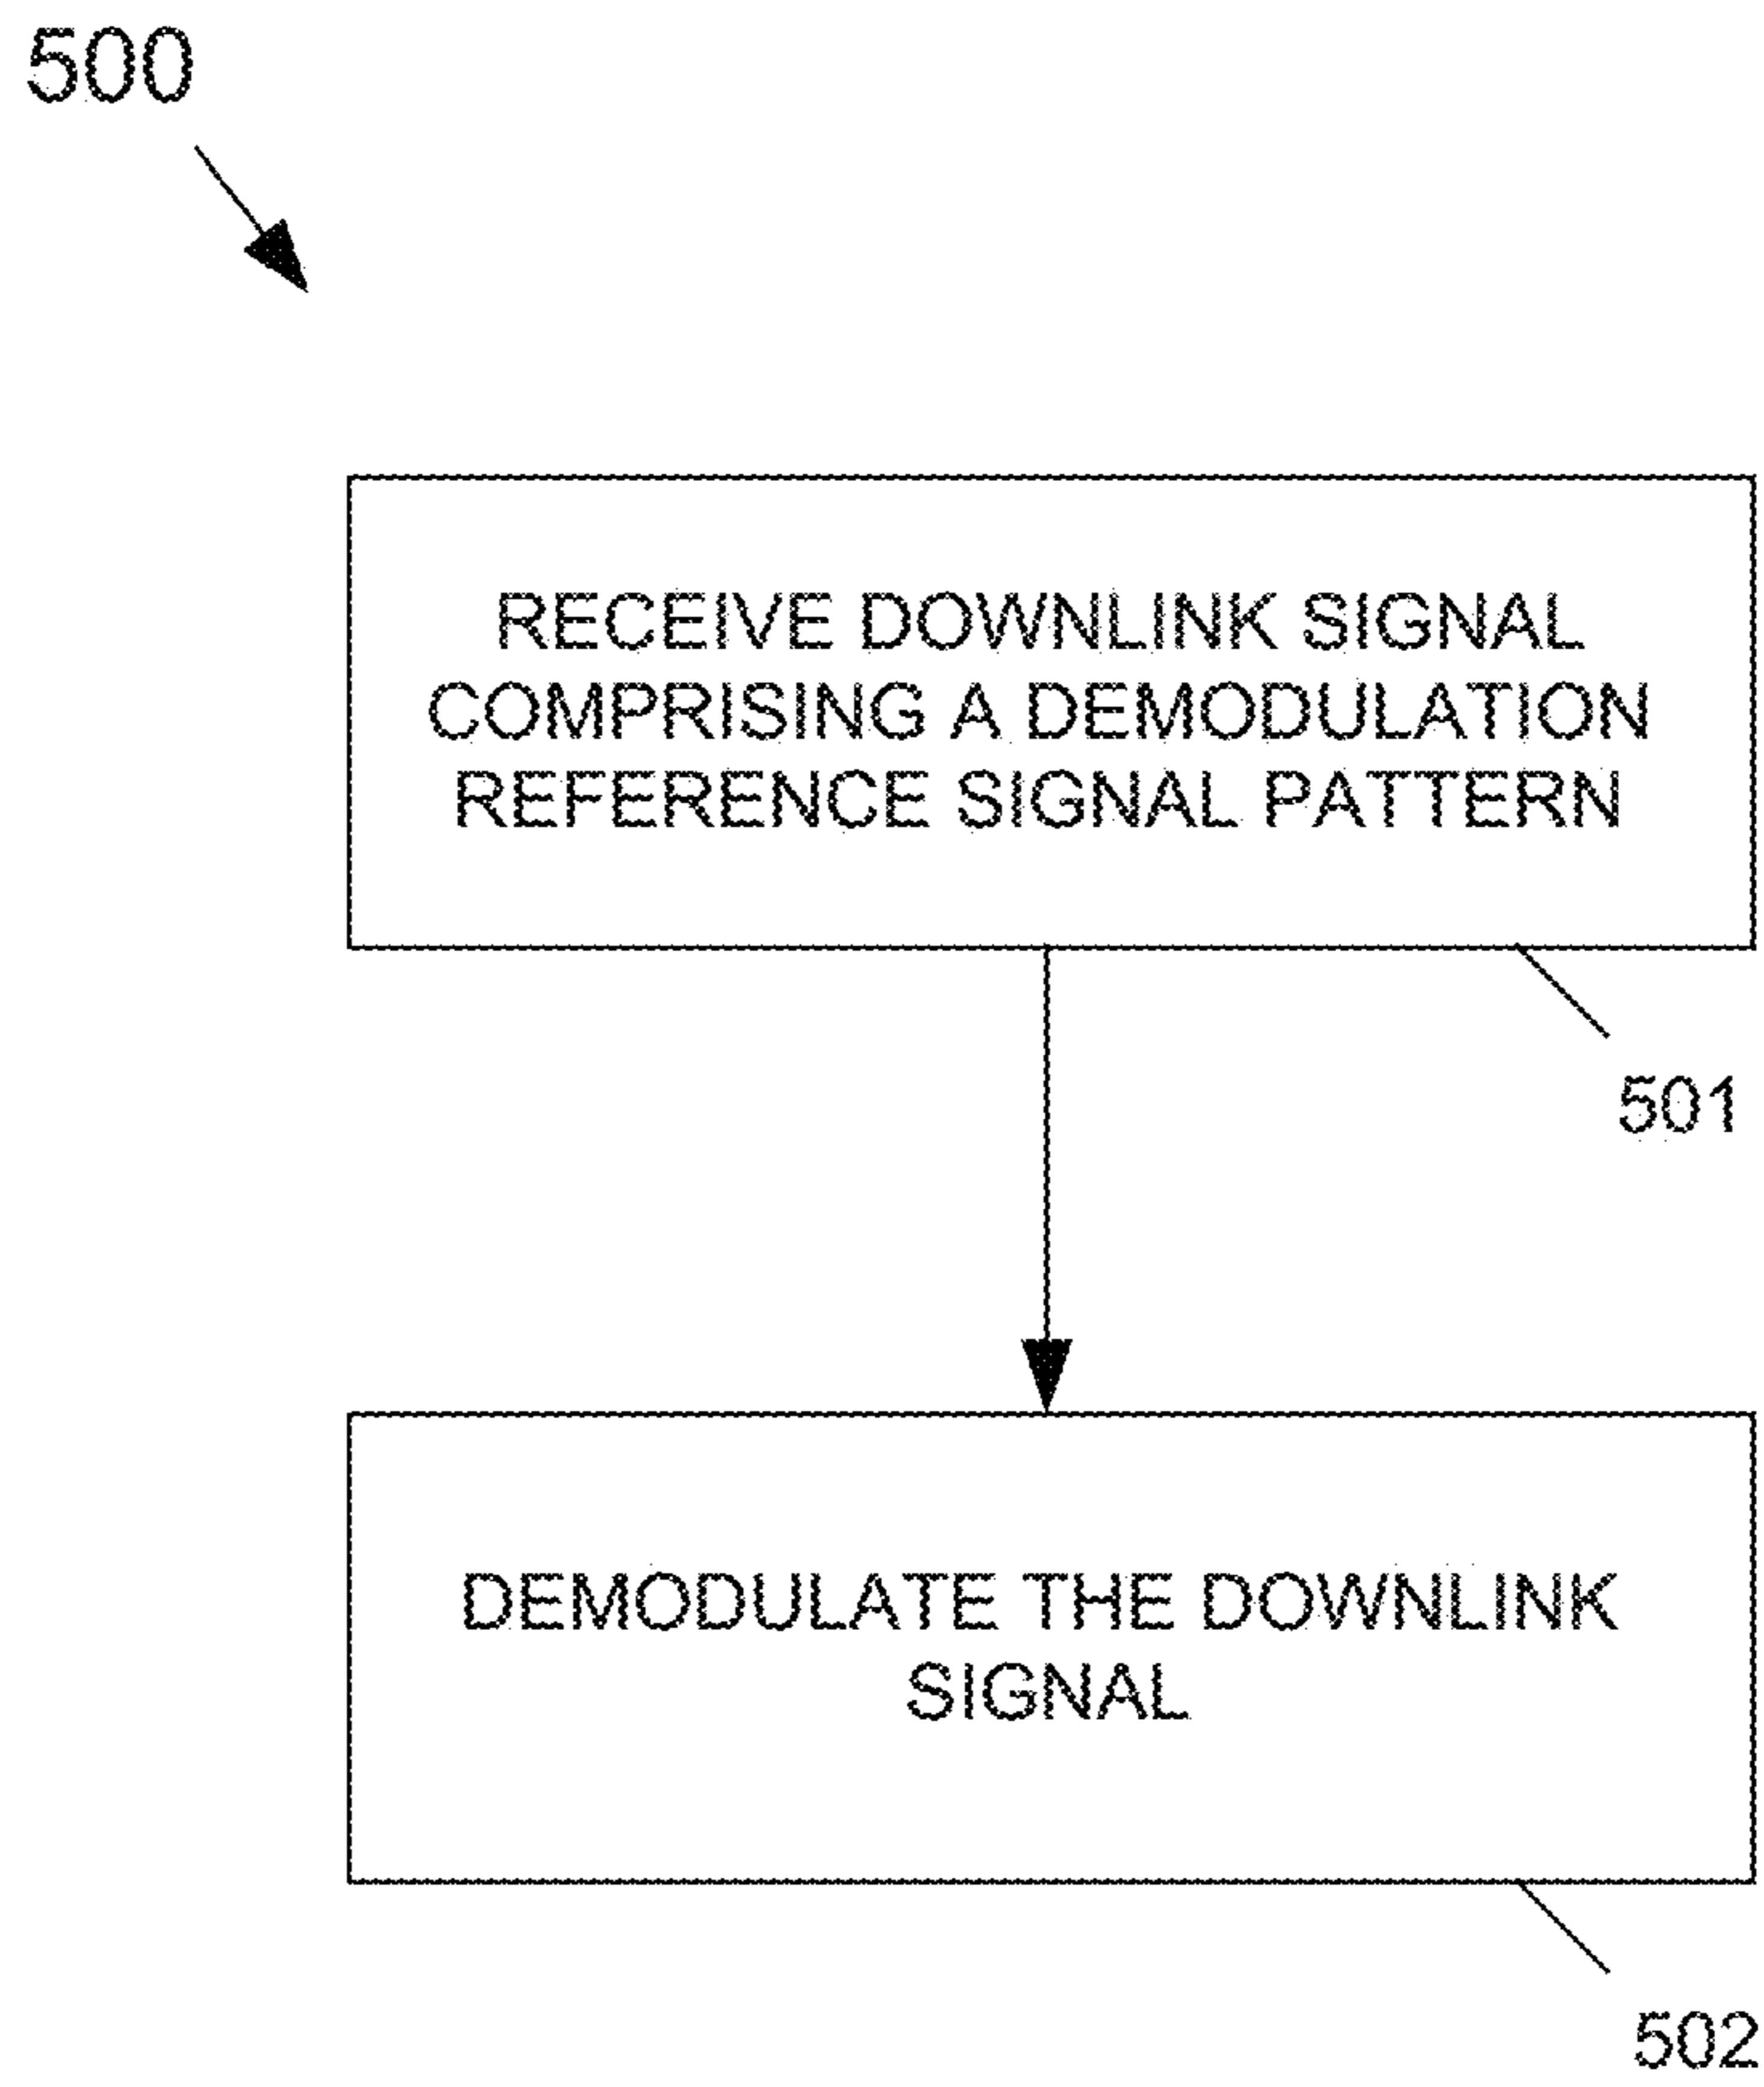 500
RECEIVE DOWNLINK SIGNAL
COMPRISING A DEMODULATION
REFERENCE SIGNAL PATTERN
501
DEMODULATE THE DOWNLINK
SIGNAL
502